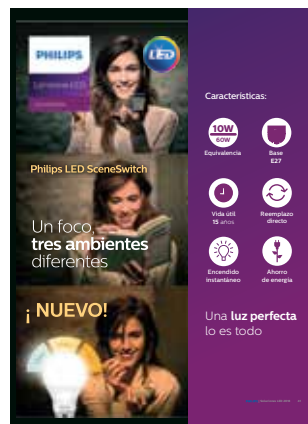 PHILIPS
LED
Philips LED SceneSwitch
Un foco,
tres ambientes
diferentes
¡ NUEVO!
Características:
10W
60W
Equivalencia
Base
E27
Vida útil
15 años
Reemplazo
directo
Encendido
instantáneo
Ahorro
de energía
Una luz perfecta
lo es todo